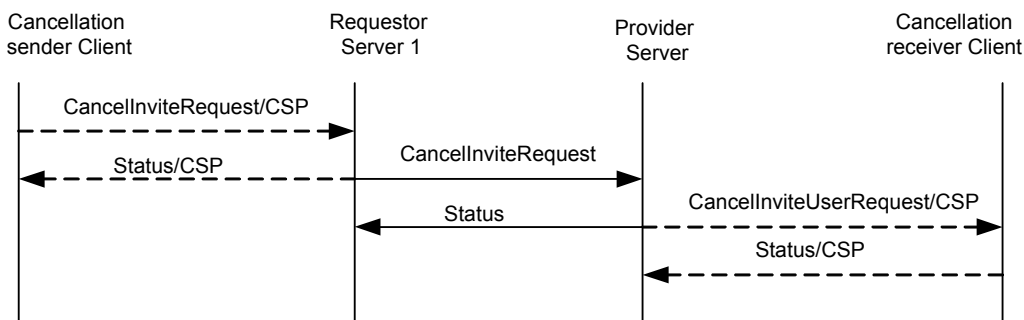 Cancellation
sender Client
Requestor
Server 1
Provider
Server
Cancellation
receiver Client
CancelInviteRequest/CSP
Status/CSP
CancelInviteRequest
Status
CancelInviteUserRequest/CSP
Status/CSP